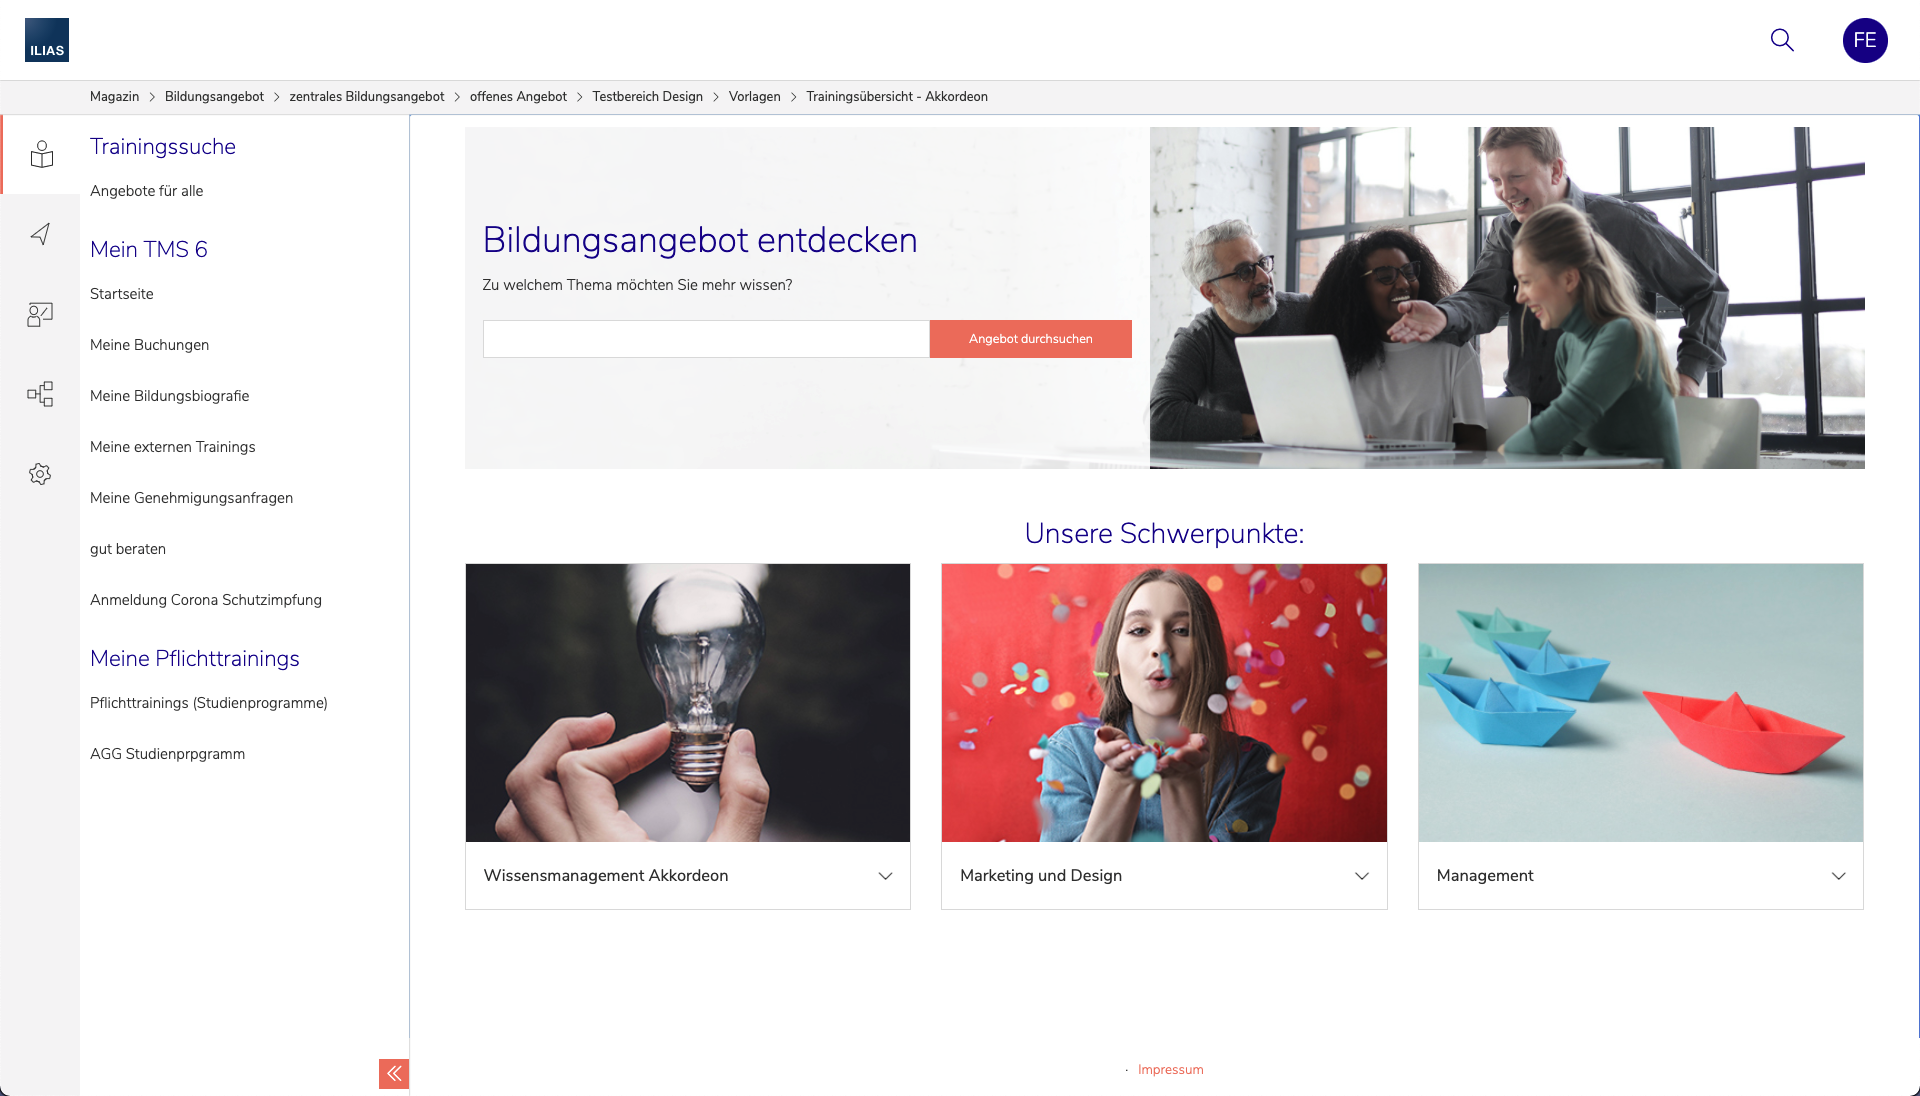 ILIAS
FE
Magazin > Bildungsangebot > zentrales Bildungsangebot > offenes Angebot > Testbereich Design > Vorlagen > Trainingsübersicht - Akkordeon
Trainingssuche
Angebote für alle
Mein TMS 6
Startseite
Meine Buchungen
Meine Bildungsbiografie
Meine externen Trainings
Meine Genehmigungsanfragen
gut beraten
Anmeldung Corona Schutzimpfung
Meine Pflichttrainings
Pflichttrainings (Studienprogramme)
AGG Studienprpgramm
Bildungsangebot entdecken
Zu welchem Thema möchten Sie mehr wissen?
Angebot durchsuchen
Unsere Schwerpunkte:
Wissensmanagement Akkordeon
Marketing und Design
Management
· Impressum